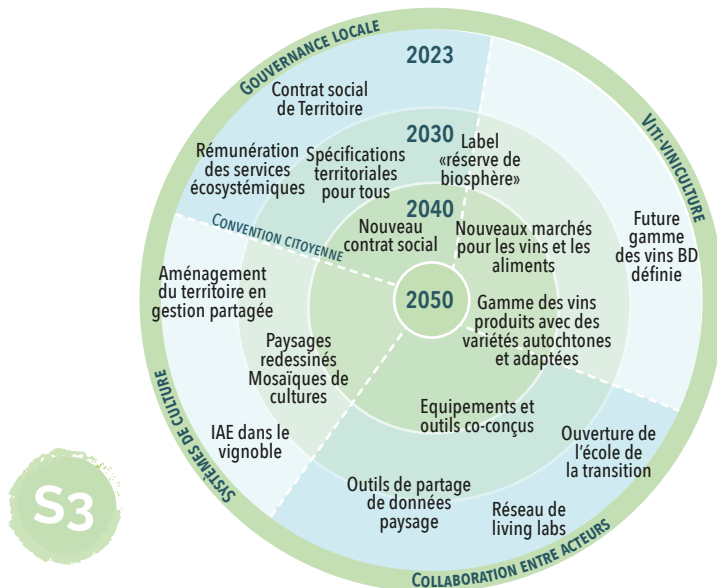 GOUVERNANCE LOCALE
2023
Contrat social
de Territoire
2030
Rémunération
des services
écosystémiques
Spécifications
territoriales
pour tous
Label
«réserve de
biosphère»
VITI-VINICULTURE
2040
CONVENTION CITOYENNE
Nouveau
contrat social
Nouveaux marchés
pour les vins et les
aliments
Future
gamme
des vins BD
définie
2050
Aménagement
du territoire en
gestion partagée
Gamme des vins
produits avec des
variétés autochtones
et adaptées
Paysages
redessinés
Mosaïques de
cultures
SYSTÈMES DE CULTURE
IAE dans le
vignoble
Equipements et
outils co-conçus
Ouverture de
l'école de
la transition
Outils de partage
de données
paysage
Réseau de
living labs
COLLABORATION ENTRE ACTEURS
S3